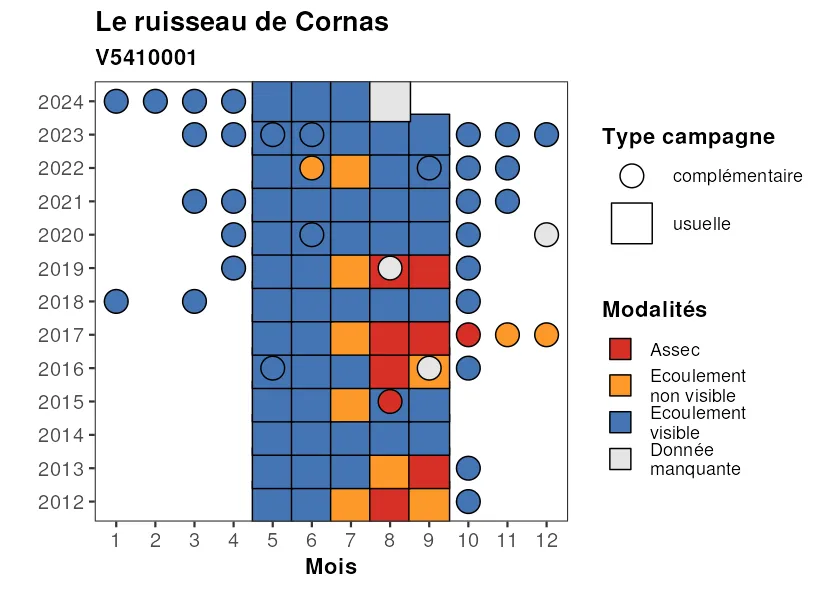 Le ruisseau de Cornas
V5410001
2024
2023
2022
2021
2020
2019
2018
2017
2016
2015
2014
2013
2012
1 2 3 4 5 6 7 8 9 10 11 12
Mois
Type campagne
complémentaire
usuelle
Modalités
Assec
Ecoulement
non visible
Ecoulement
visible
Donnée
manquante